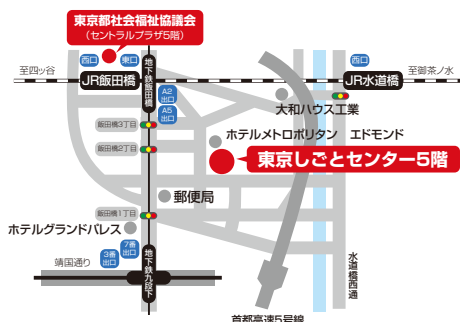 東京都社会福祉協議会
(セントラルプラザ5階)
西口
東口
西口
至四ッ谷
至御茶ノ水
JR飯田橋
地下鉄飯田橋
JR水道橋
A2
出口
A5
出口
大和ハウス工業
飯田橋3丁目
ホテルメトロポリタン エドモンド
飯田橋2丁目
東京しごとセンター5階
郵便局
飯田橋1丁目
ホテルグランドパレス
7番
出口
3番
出口
靖国通り
地下鉄九段下
水道橋西通
首都高速5号線